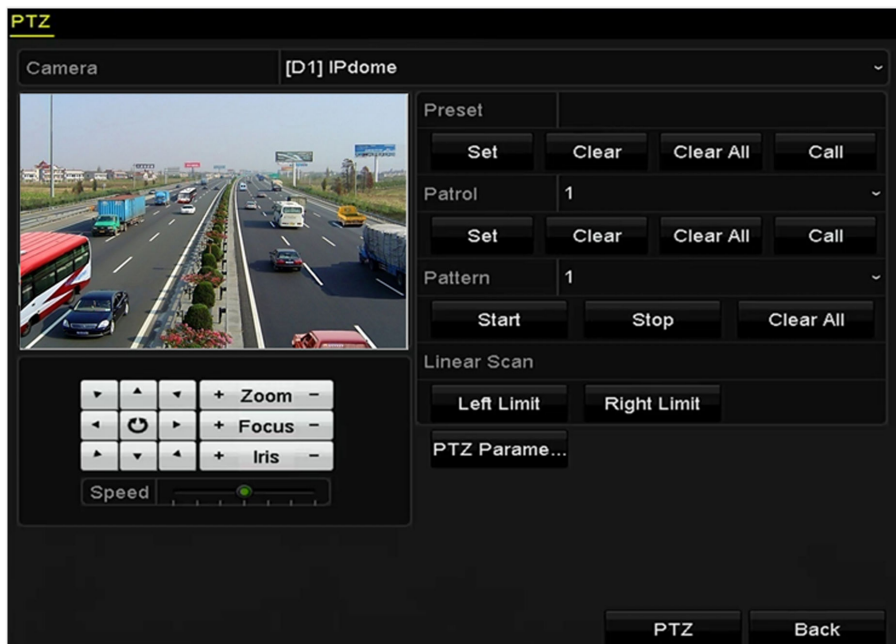 PTZ
Camera [D1] IPdome
Preset
Set Clear Clear All Call
Patrol 1
Set Clear Clear All Call
Pattern 1
Start Stop Clear All
Linear Scan
Left Limit Right Limit
PTZ Parame...
+ Zoom -
+ Focus -
+ Iris -
Speed
PTZ Back